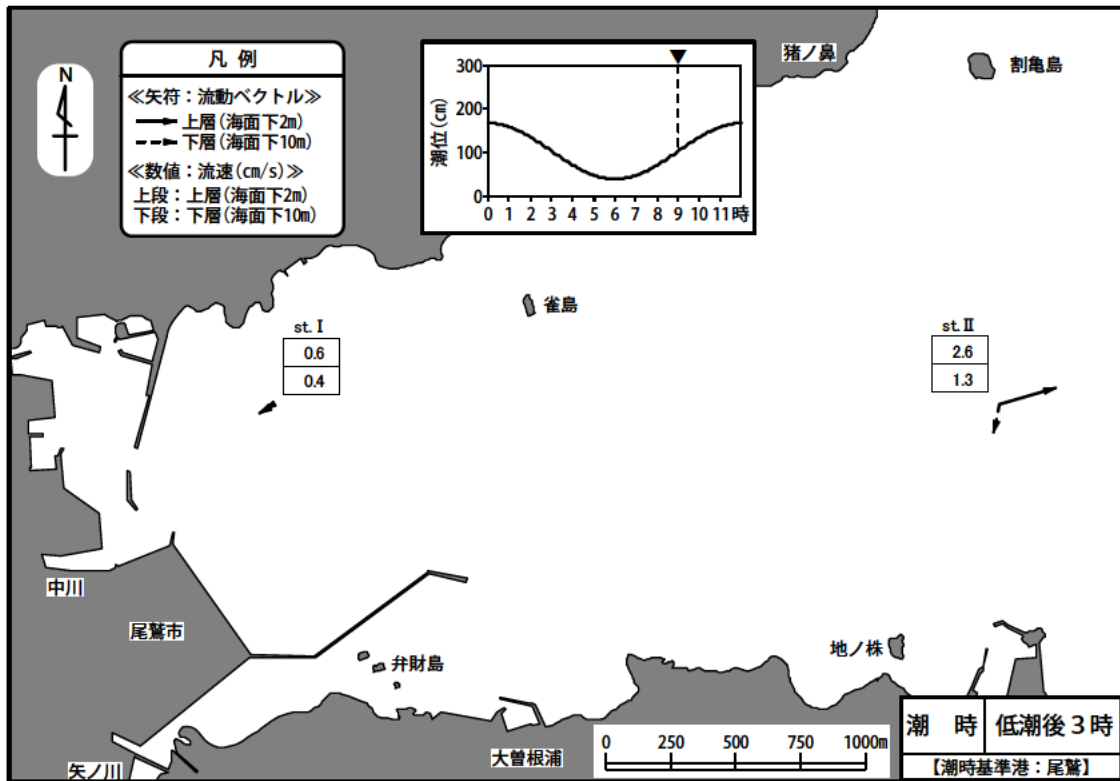 猪ノ鼻
割亀島
凡 例
≪矢符：流動ベクトル≫
上層(海面下2m)
下層(海面下10m)
≪数値：流速(cm/s)≫
上段：上層(海面下2m)
下段：下層(海面下10m)
N
潮位(cm)
300
200
100
0
0 1 2 3 4 5 6 7 8 9 10 11時
雀島
st. I
0.6
0.4
st. II
2.6
1.3
中川
尾鷲市
弁財島
地ノ株
大曽根浦
矢ノ川
0 250 500 750 1000m
潮 時 低潮後３時
【潮時基準港：尾鷲】